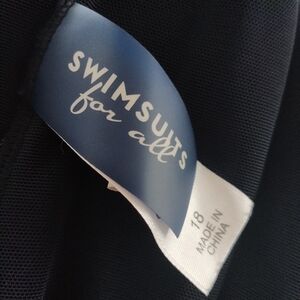 SWIMSUITS
for all
18
MADE IN
CHINA